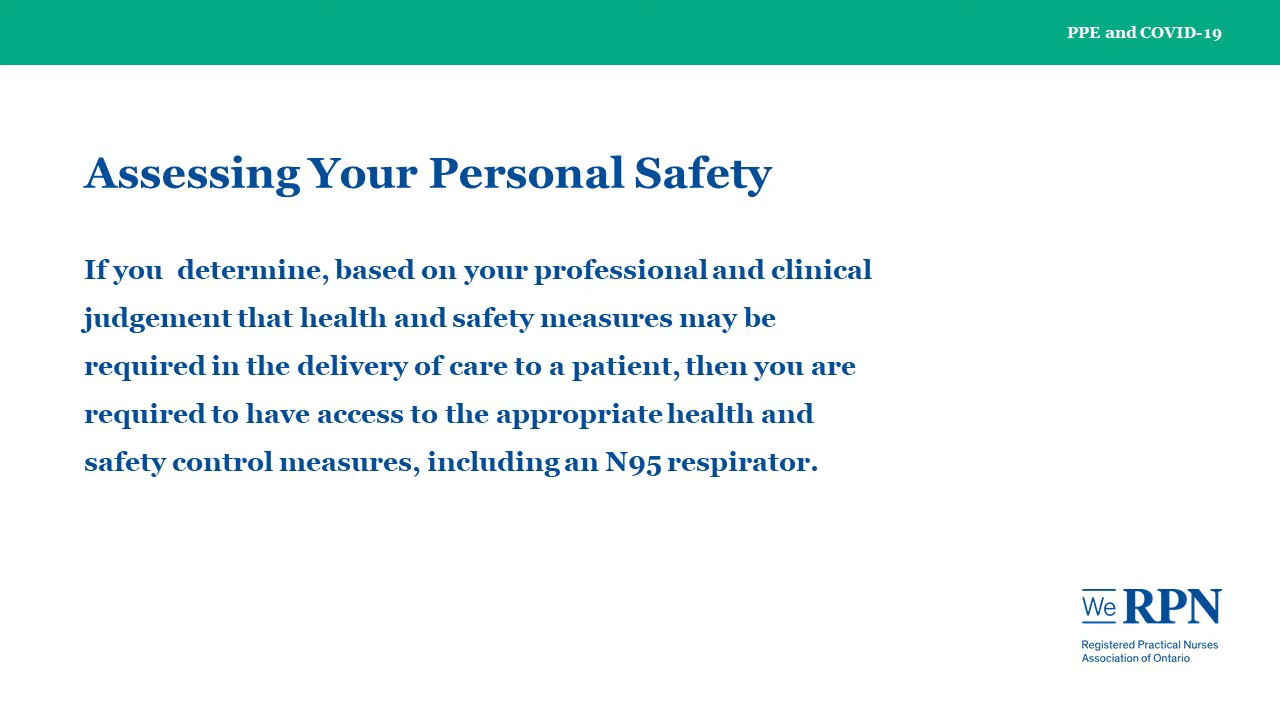 PPE and COVID-19
Assessing Your Personal Safety
If you determine, based on your professional and clinical
judgement that health and safety measures may be
required in the delivery of care to a patient, then you are
required to have access to the appropriate health and
safety control measures, including an N95 respirator.
We RPN
Registered Practical Nurses
Association of Ontario